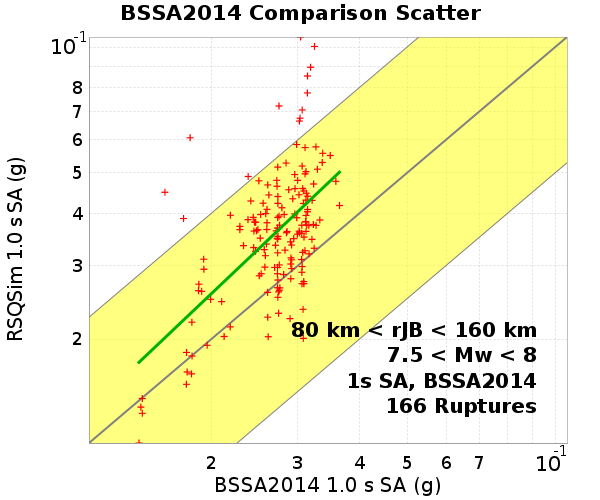 BSSA2014 Comparison Scatter
10-1
8
7
6
5
4
3
2
RSQSim 1.0 s SA (g)
80 km < rJB < 160 km
7.5 < Mw < 8
1s SA, BSSA2014
166 Ruptures
2 3 4 5 6 7 10-1
BSSA2014 1.0 s SA (g)